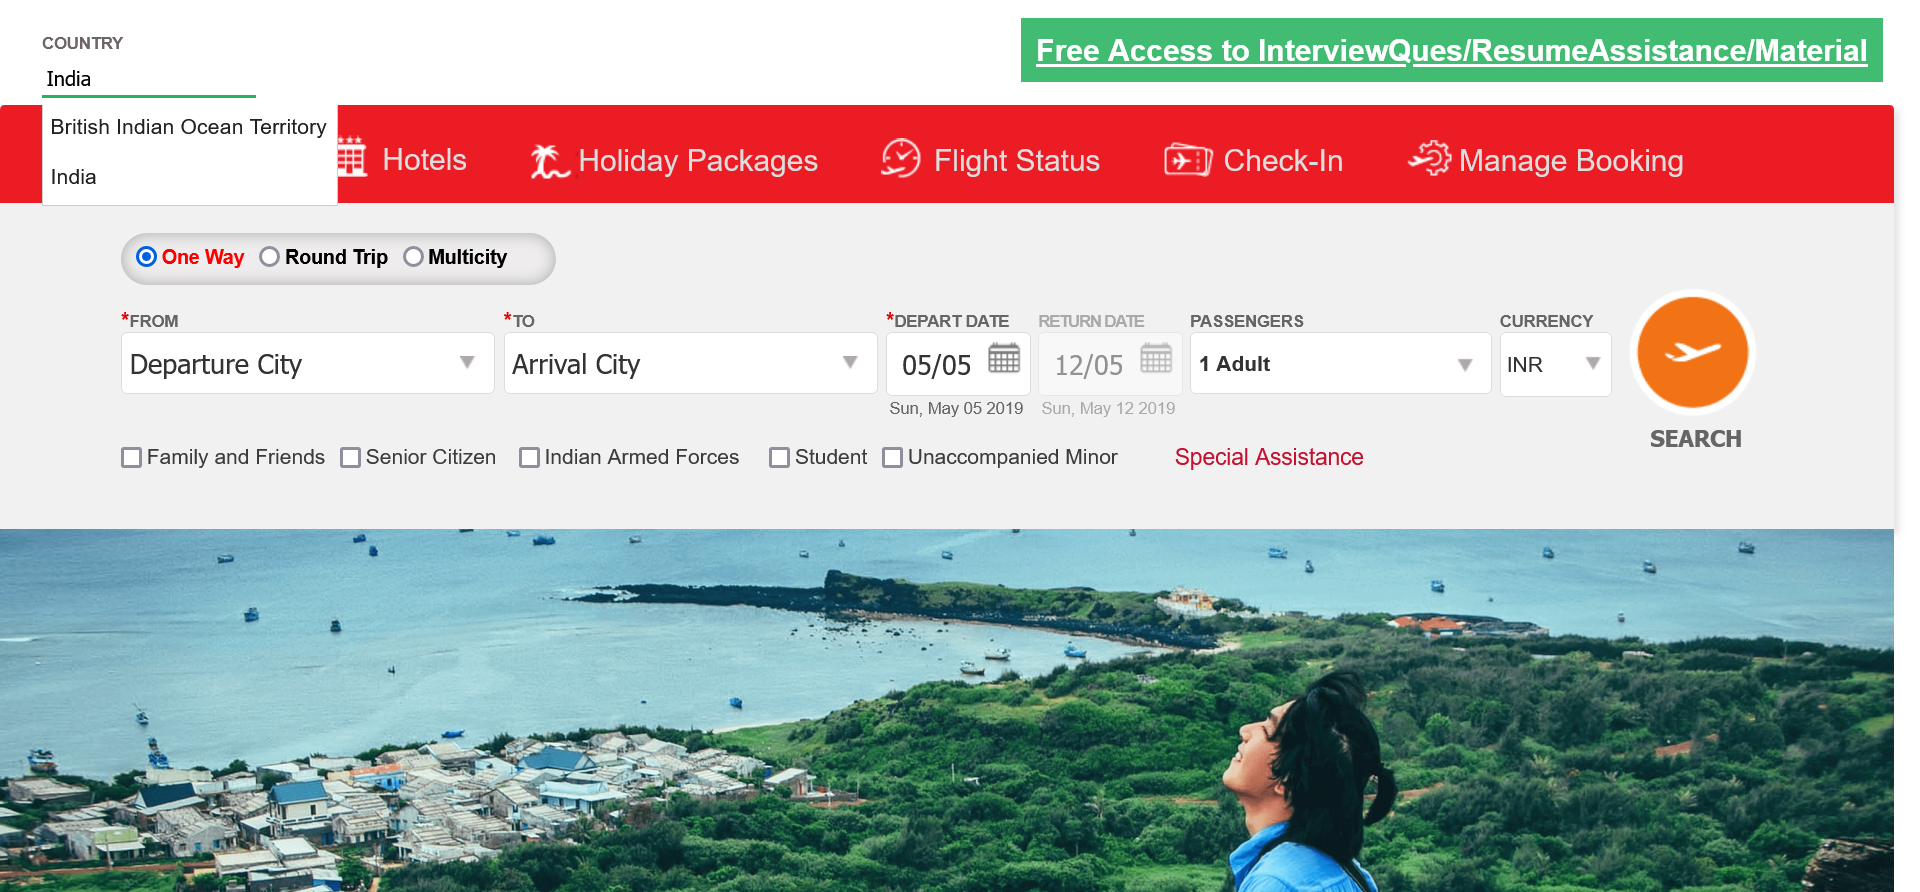 COUNTRY
India
Free Access to InterviewQues/ResumeAssistance/Material
British Indian Ocean Territory
India
Hotels
Holiday Packages
Flight Status
Check-In
Manage Booking
One Way
Round Trip
Multicity
*FROM
*TO
*DEPART DATE
RETURN DATE
PASSENGERS
CURRENCY
Departure City
Arrival City
05/05
12/05
1 Adult
INR
Sun, May 05 2019
Sun, May 12 2019
SEARCH
Family and Friends
Senior Citizen
Indian Armed Forces
Student
Unaccompanied Minor
Special Assistance